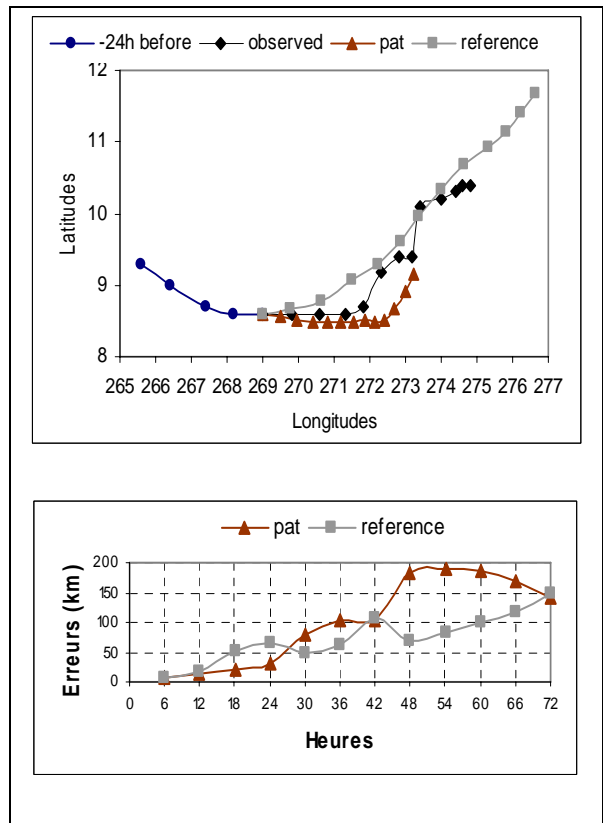 -24h before observed pat reference
12
11
10
9
8
Latitudes
265 266 267 268 269 270 271 272 273 274 275 276 277
Longitudes
pat reference
200
150
100
50
0
Erreurs (km)
0 6 12 18 24 30 36 42 48 54 60 66 72
Heures